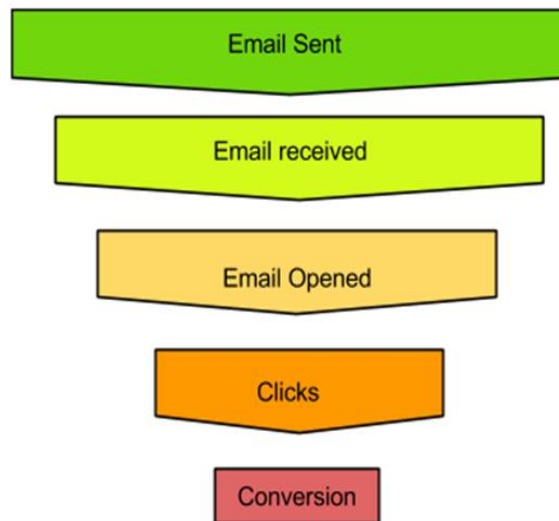 Email Sent
Email received
Email Opened
Clicks
Conversion